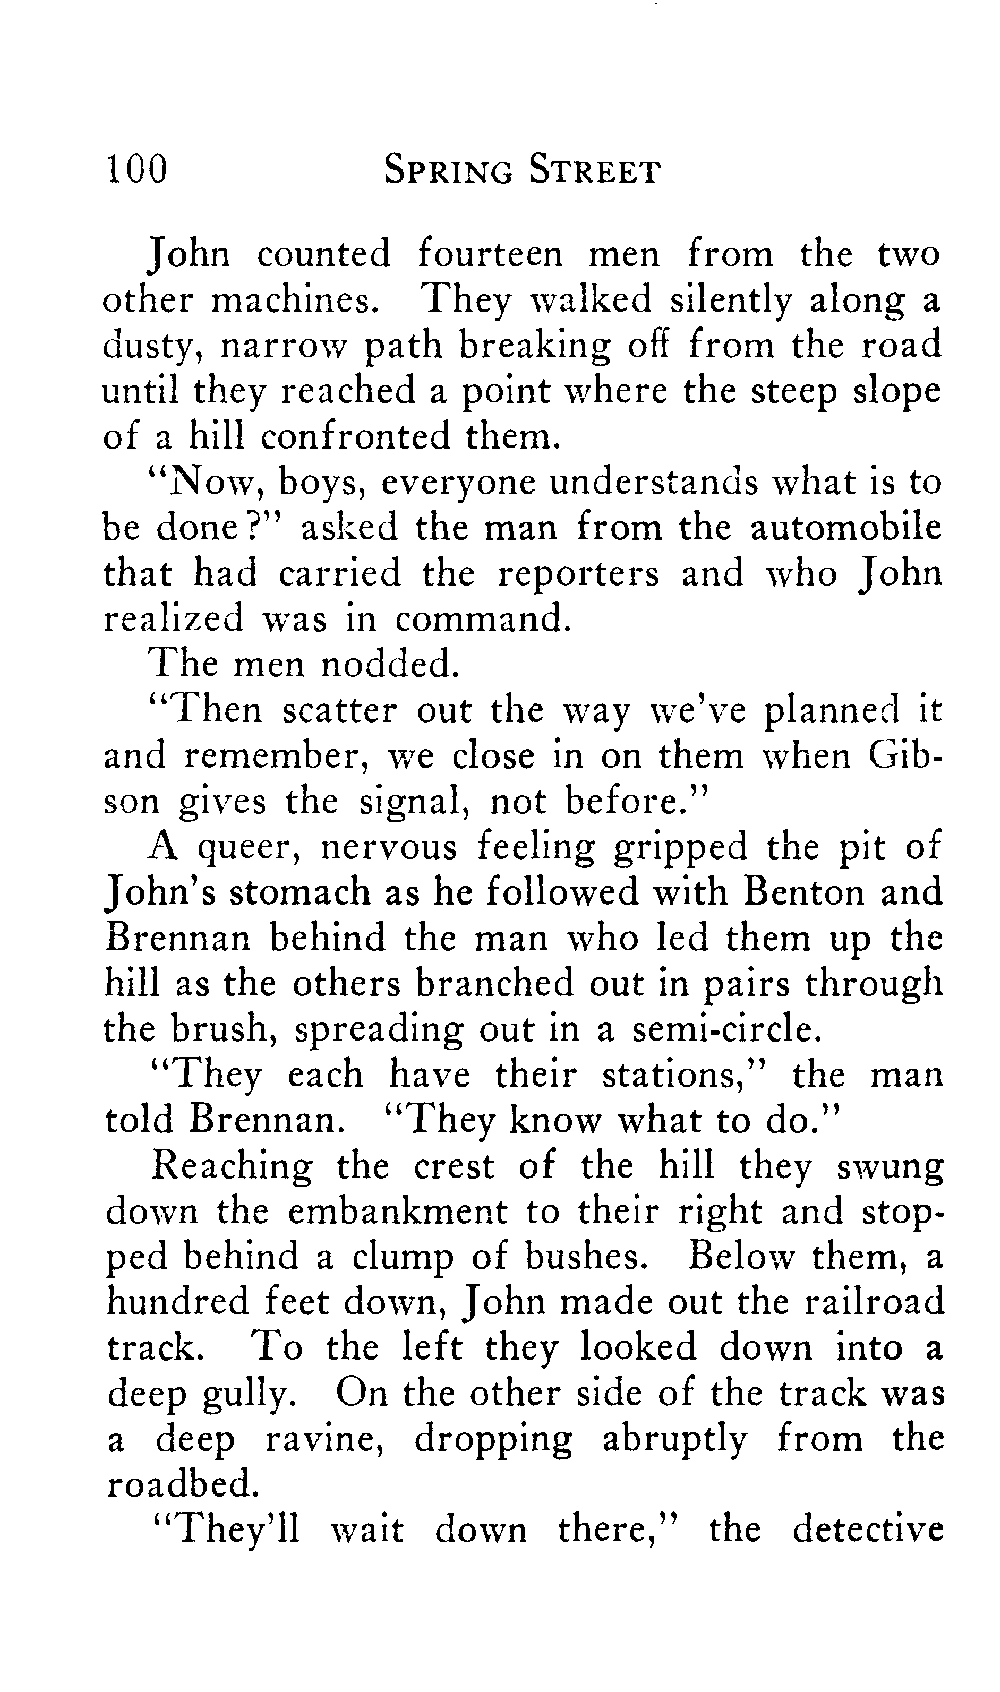 100 SPRING STREET
John counted fourteen men from the two
other machines. They walked silently along a
dusty, narrow path breaking off from the road
until they reached a point where the steep slope
of a hill confronted them.
“Now, boys, everyone understands what is to
be done?” asked the man from the automobile
that had carried the reporters and who John
realized was in command.
The men nodded.
“Then scatter out the way we’ve planned it
and remember, we close in on them when Gib-
son gives the signal, not before.”
A queer, nervous feeling gripped the pit of
John’s stomach as he followed with Benton and
Brennan behind the man who led them up the
hill as the others branched out in pairs through
the brush, spreading out in a semi-circle.
“They each have their stations,” the man
told Brennan. “They know what to do.”
Reaching the crest of the hill they swung
down the embankment to their right and stop-
ped behind a clump of bushes. Below them, a
hundred feet down, John made out the railroad
track. To the left they looked down into a
deep gully. On the other side of the track was
a deep ravine, dropping abruptly from the
roadbed.
“They’ll wait down there,” the detective